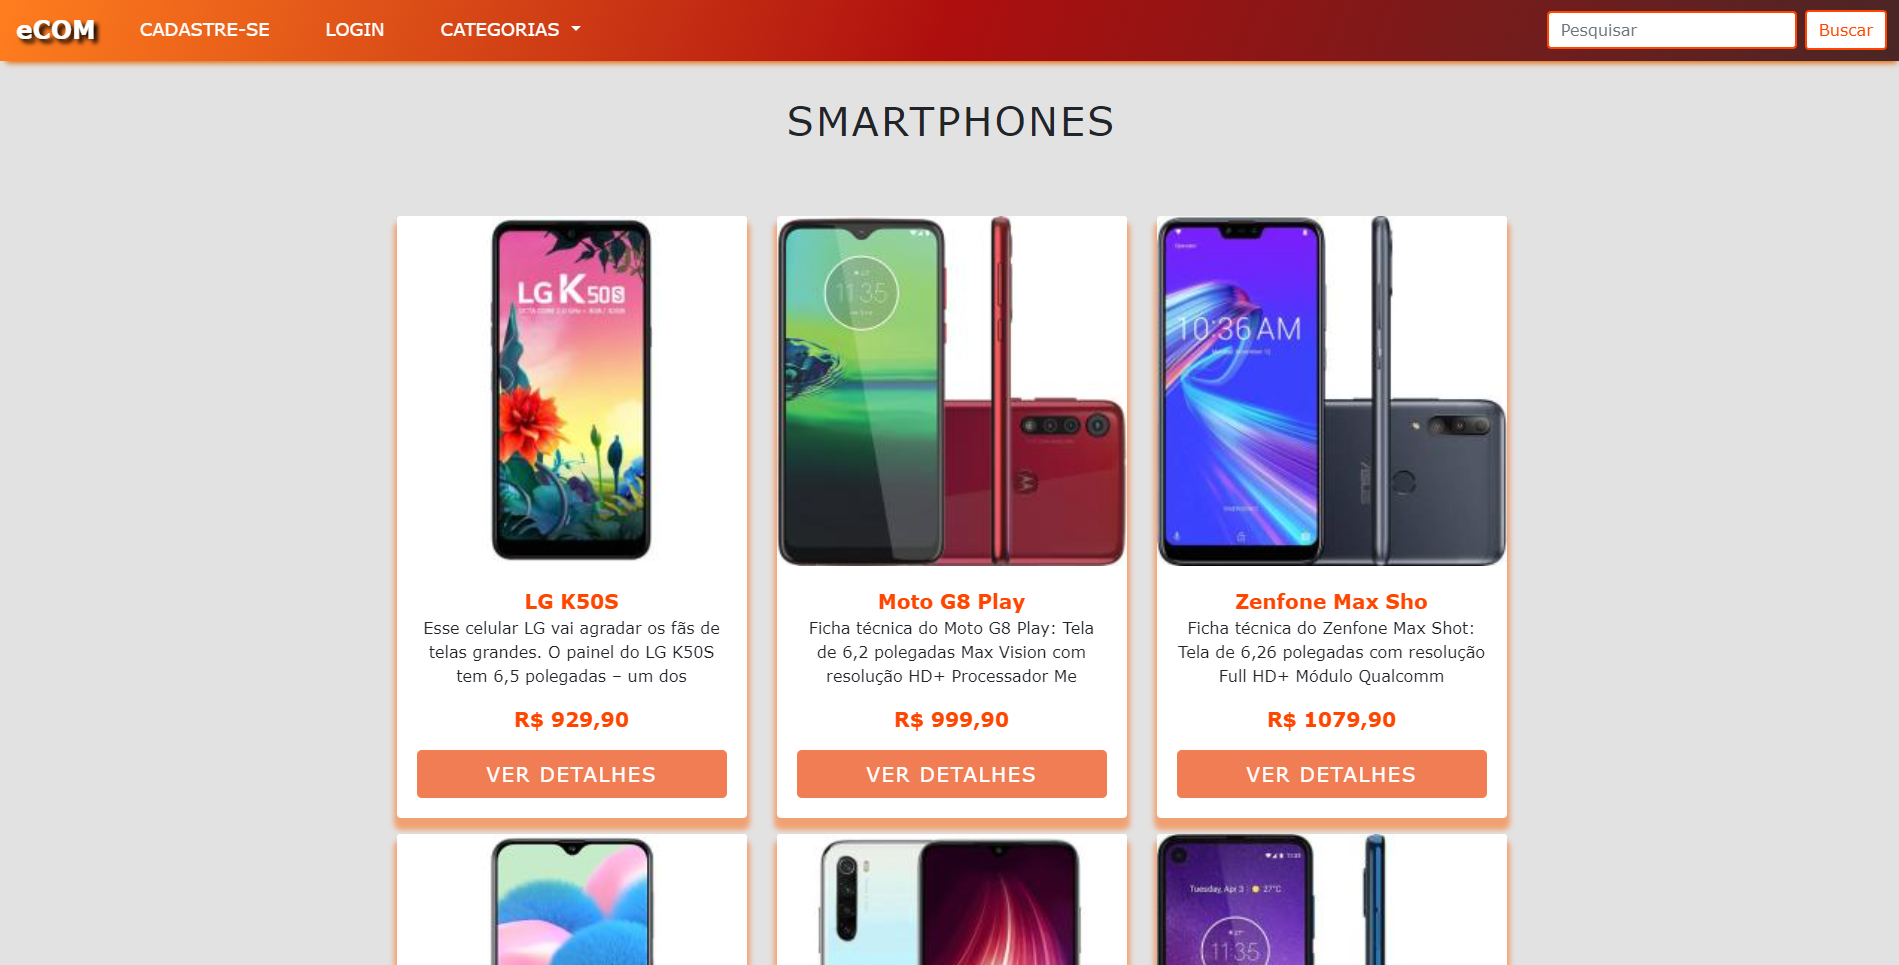 eCOM
CADASTRE-SE
LOGIN
CATEGORIAS
Pesquisar
Buscar
SMARTPHONES
LG K50S
11:35
10:36 AM
ASUS
LG K50S
Esse celular LG vai agradar os fãs de
telas grandes. O painel do LG K50S
tem 6,5 polegadas – um dos
R$ 929,90
VER DETALHES
Moto G8 Play
Ficha técnica do Moto G8 Play: Tela
de 6,2 polegadas Max Vision com
resolução HD+ Processador Me
R$ 999,90
VER DETALHES
Zenfone Max Sho
Ficha técnica do Zenfone Max Shot:
Tela de 6,26 polegadas com resolução
Full HD+ Módulo Qualcomm
R$ 1079,90
VER DETALHES
Tuesday, Apr 3
27°C
11:35